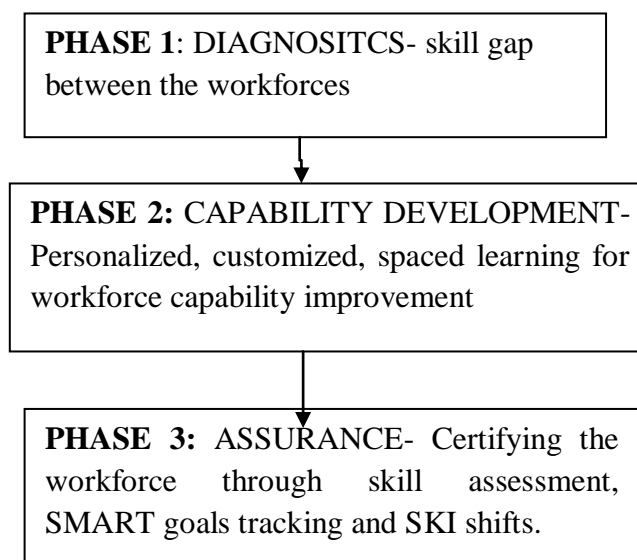 PHASE 1: DIAGNOSITCS- skill gap
between the workforces
PHASE 2: CAPABILITY DEVELOPMENT-
Personalized, customized, spaced learning for
workforce capability improvement
PHASE 3: ASSURANCE- Certifying the
workforce through skill assessment,
SMART goals tracking and SKI shifts.